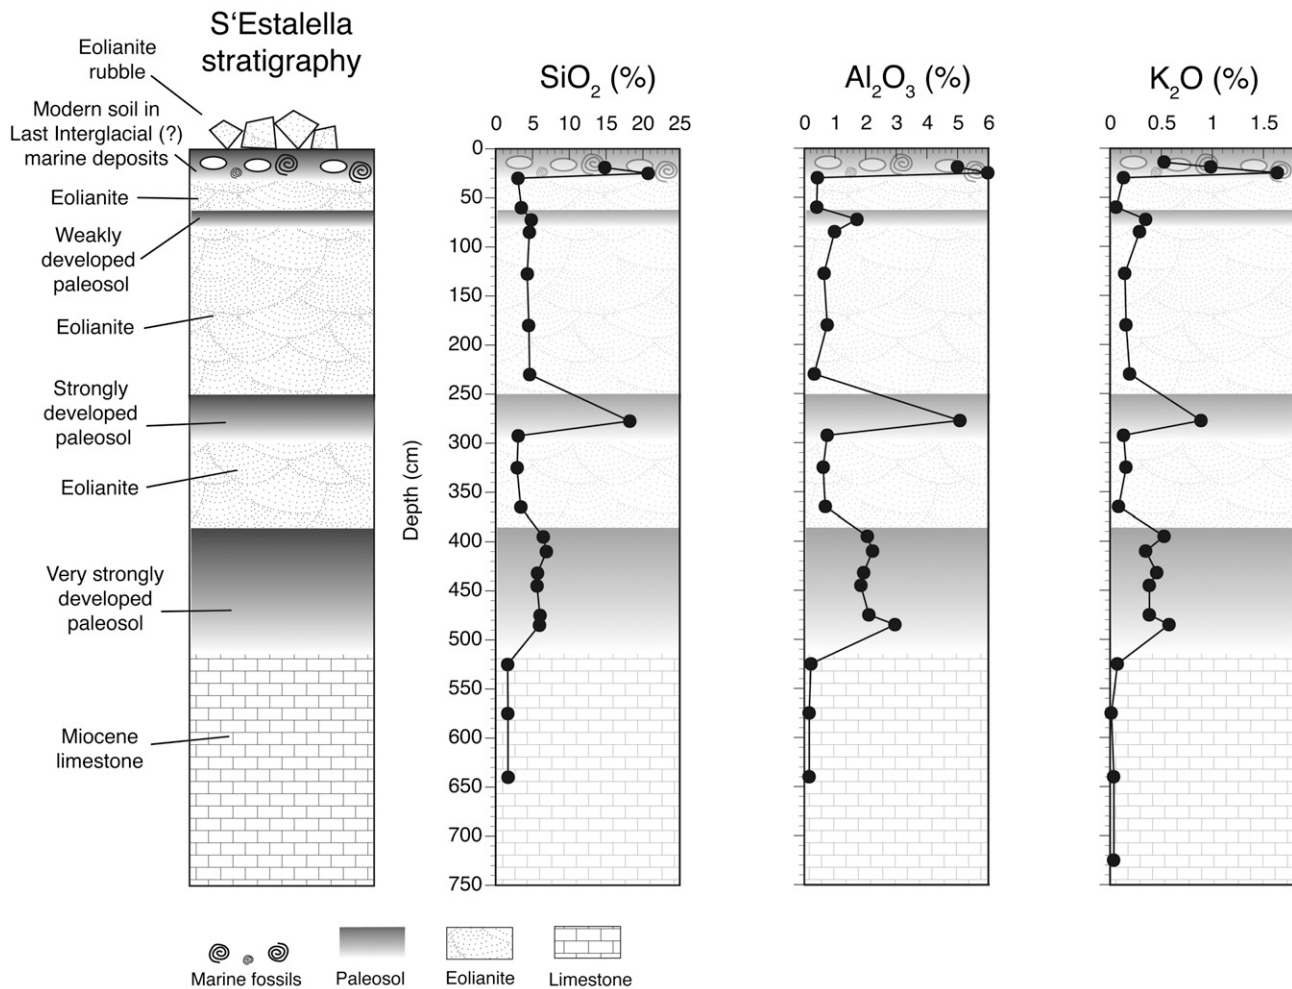 S‘Estalella
stratigraphy
Eolianite
rubble
Modern soil in
Last Interglacial (?)
marine deposits
Eolianite
Weakly
developed
paleosol
Eolianite
Strongly
developed
paleosol
Eolianite
Very strongly
developed
paleosol
Miocene
limestone
Depth (cm)
SiO₂ (%)
0 5 10 15 20 25
0
50
100
150
200
250
300
350
400
450
500
550
600
650
700
750
Al₂O₃ (%)
0 1 2 3 4 5 6
K₂O (%)
0 0.5 1 1.5
Marine fossils Paleosol Eolianite Limestone